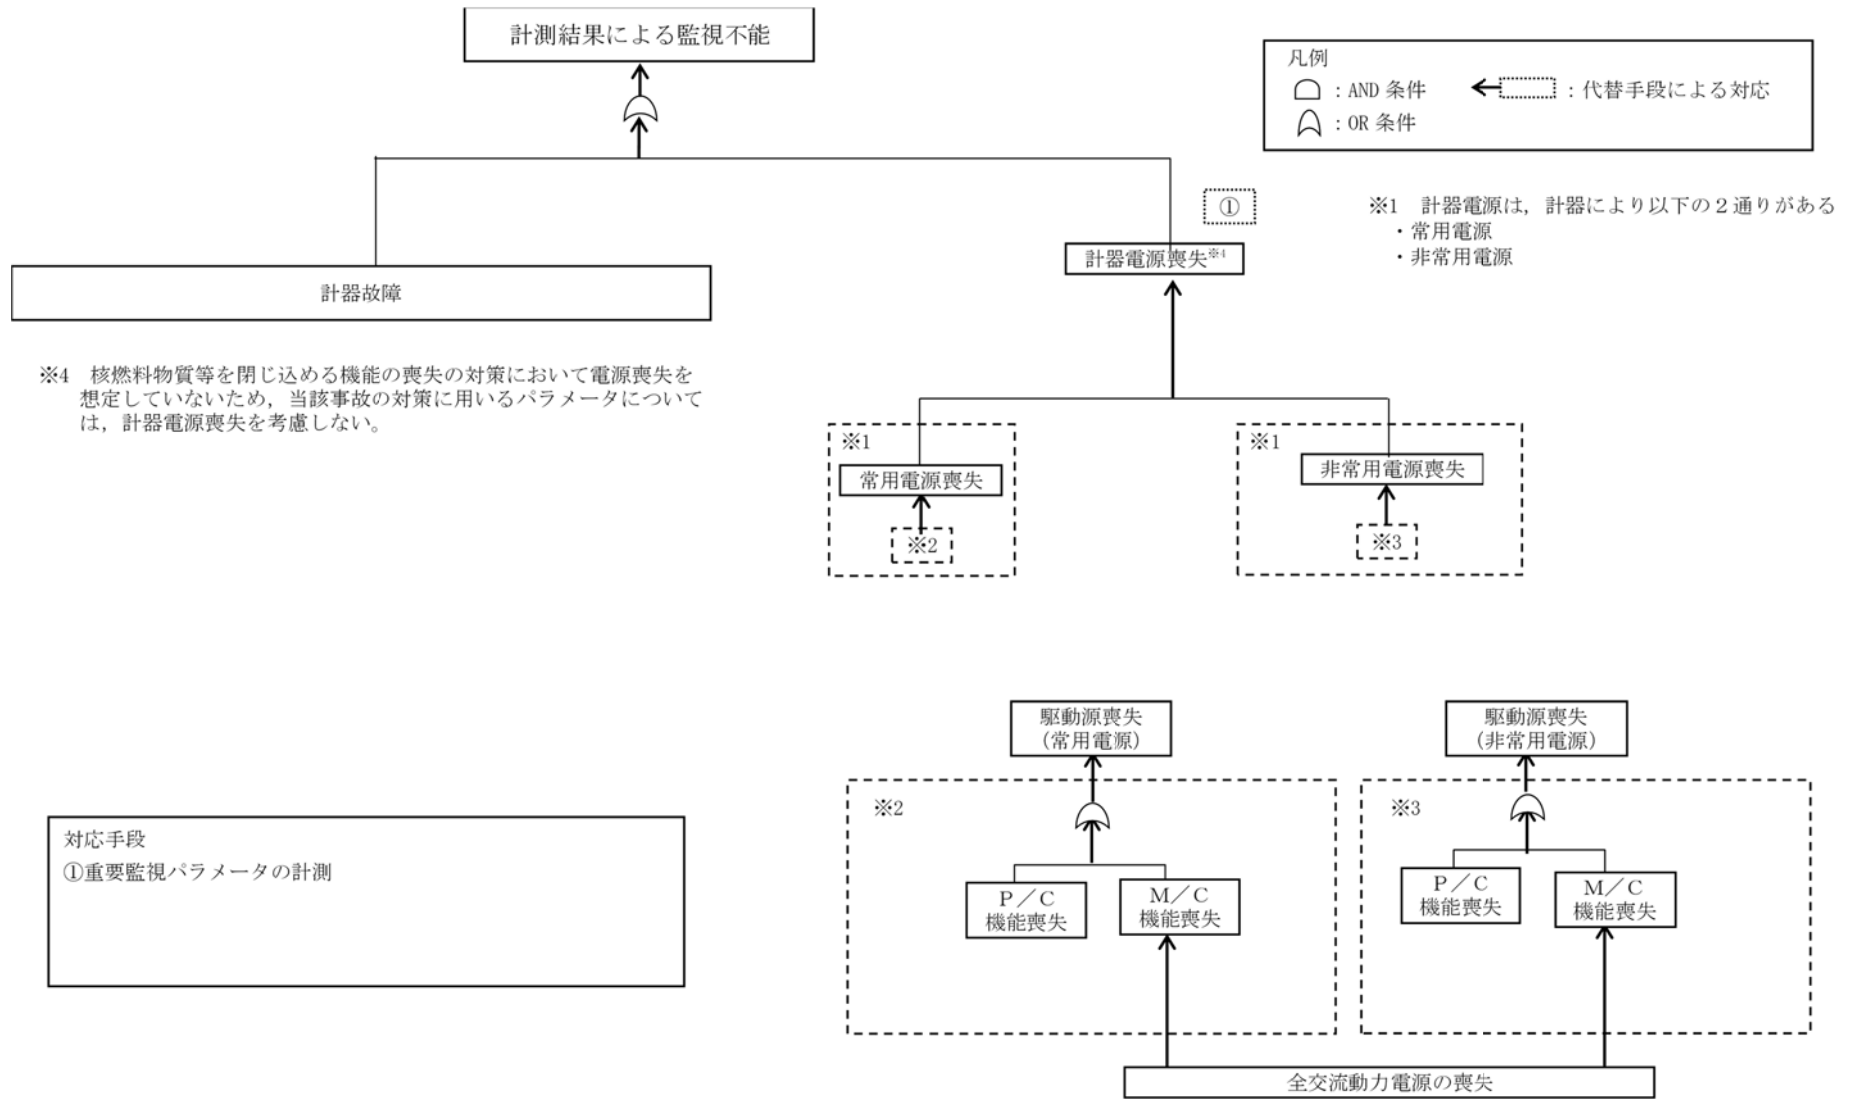 計測結果による監視不能
凡例
：AND 条件
：代替手段による対応
：OR 条件
①
※1　計器電源は，計器により以下の２通りがある
・常用電源
・非常用電源
計器電源喪失※4
計器故障
※4　核燃料物質等を閉じ込める機能の喪失の対策において電源喪失を
想定していないため，当該事故の対策に用いるパラメータについて
は，計器電源喪失を考慮しない。
※1
常用電源喪失
※2
※1
非常用電源喪失
※3
駆動源喪失
（常用電源）
駆動源喪失
（非常用電源）
※2
※3
対応手段
①重要監視パラメータの計測
Ｐ／Ｃ
機能喪失
Ｍ／Ｃ
機能喪失
Ｐ／Ｃ
機能喪失
Ｍ／Ｃ
機能喪失
全交流動力電源の喪失